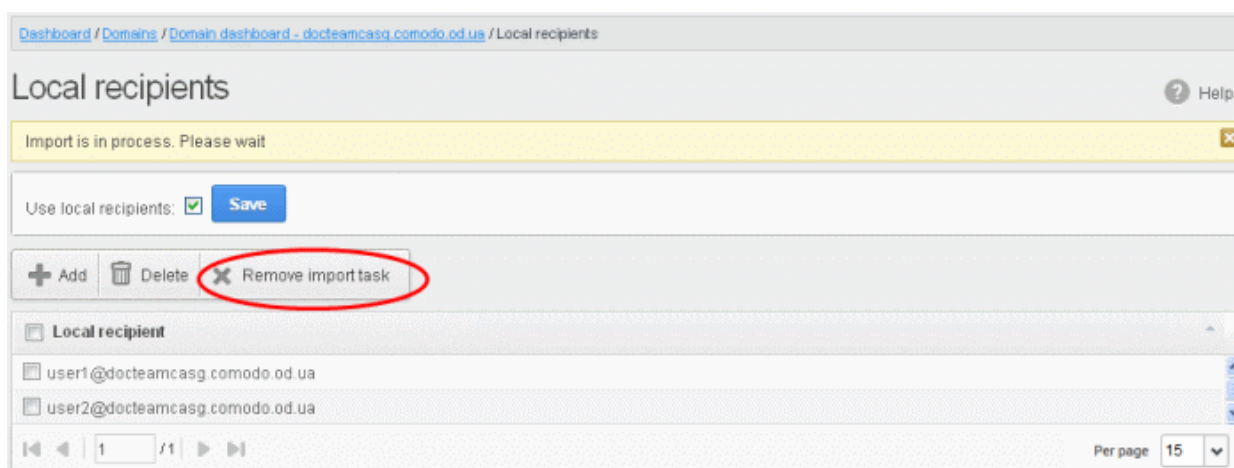 Dashboard / Domains / Domain dashboard - docteamcasg.comodo.od.ua / Local recipients
Local recipients
Help
Import is in process. Please wait
Use local recipients: Save
Add Delete Remove import task
Local recipient
user1@docteamcasg.comodo.od.ua
user2@docteamcasg.comodo.od.ua
1 /1 Per page 15